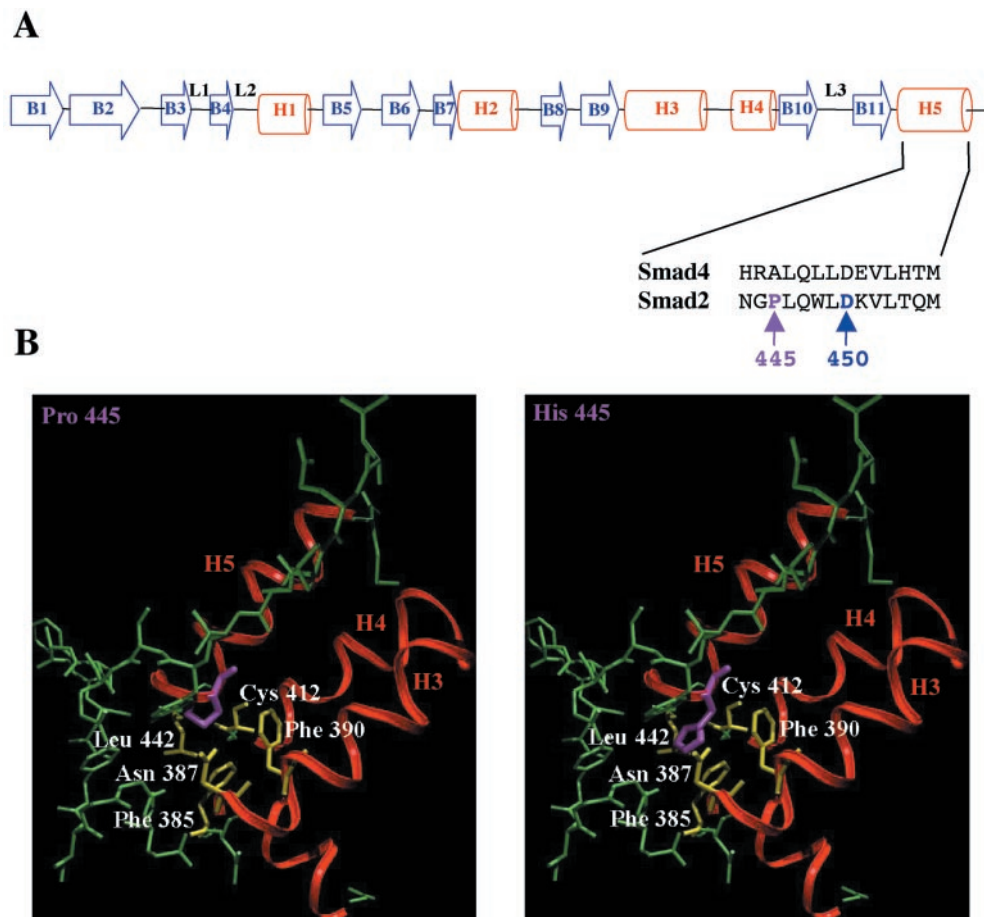 A
B1 B2 B3 L1 B4 L2 H1 B5 B6 B7 H2 B8 B9 H3 H4 B10 L3 B11 H5
Smad4 HRALQLLDEVLHTM
Smad2 NGPLQWLDKVLTQM
445 450
B
Pro 445
H5
H4
H3
Cys 412
Phe 390
Leu 442
Asn 387
Phe 385
His 445
H5
H4
H3
Cys 412
Phe 390
Leu 442
Asn 387
Phe 385